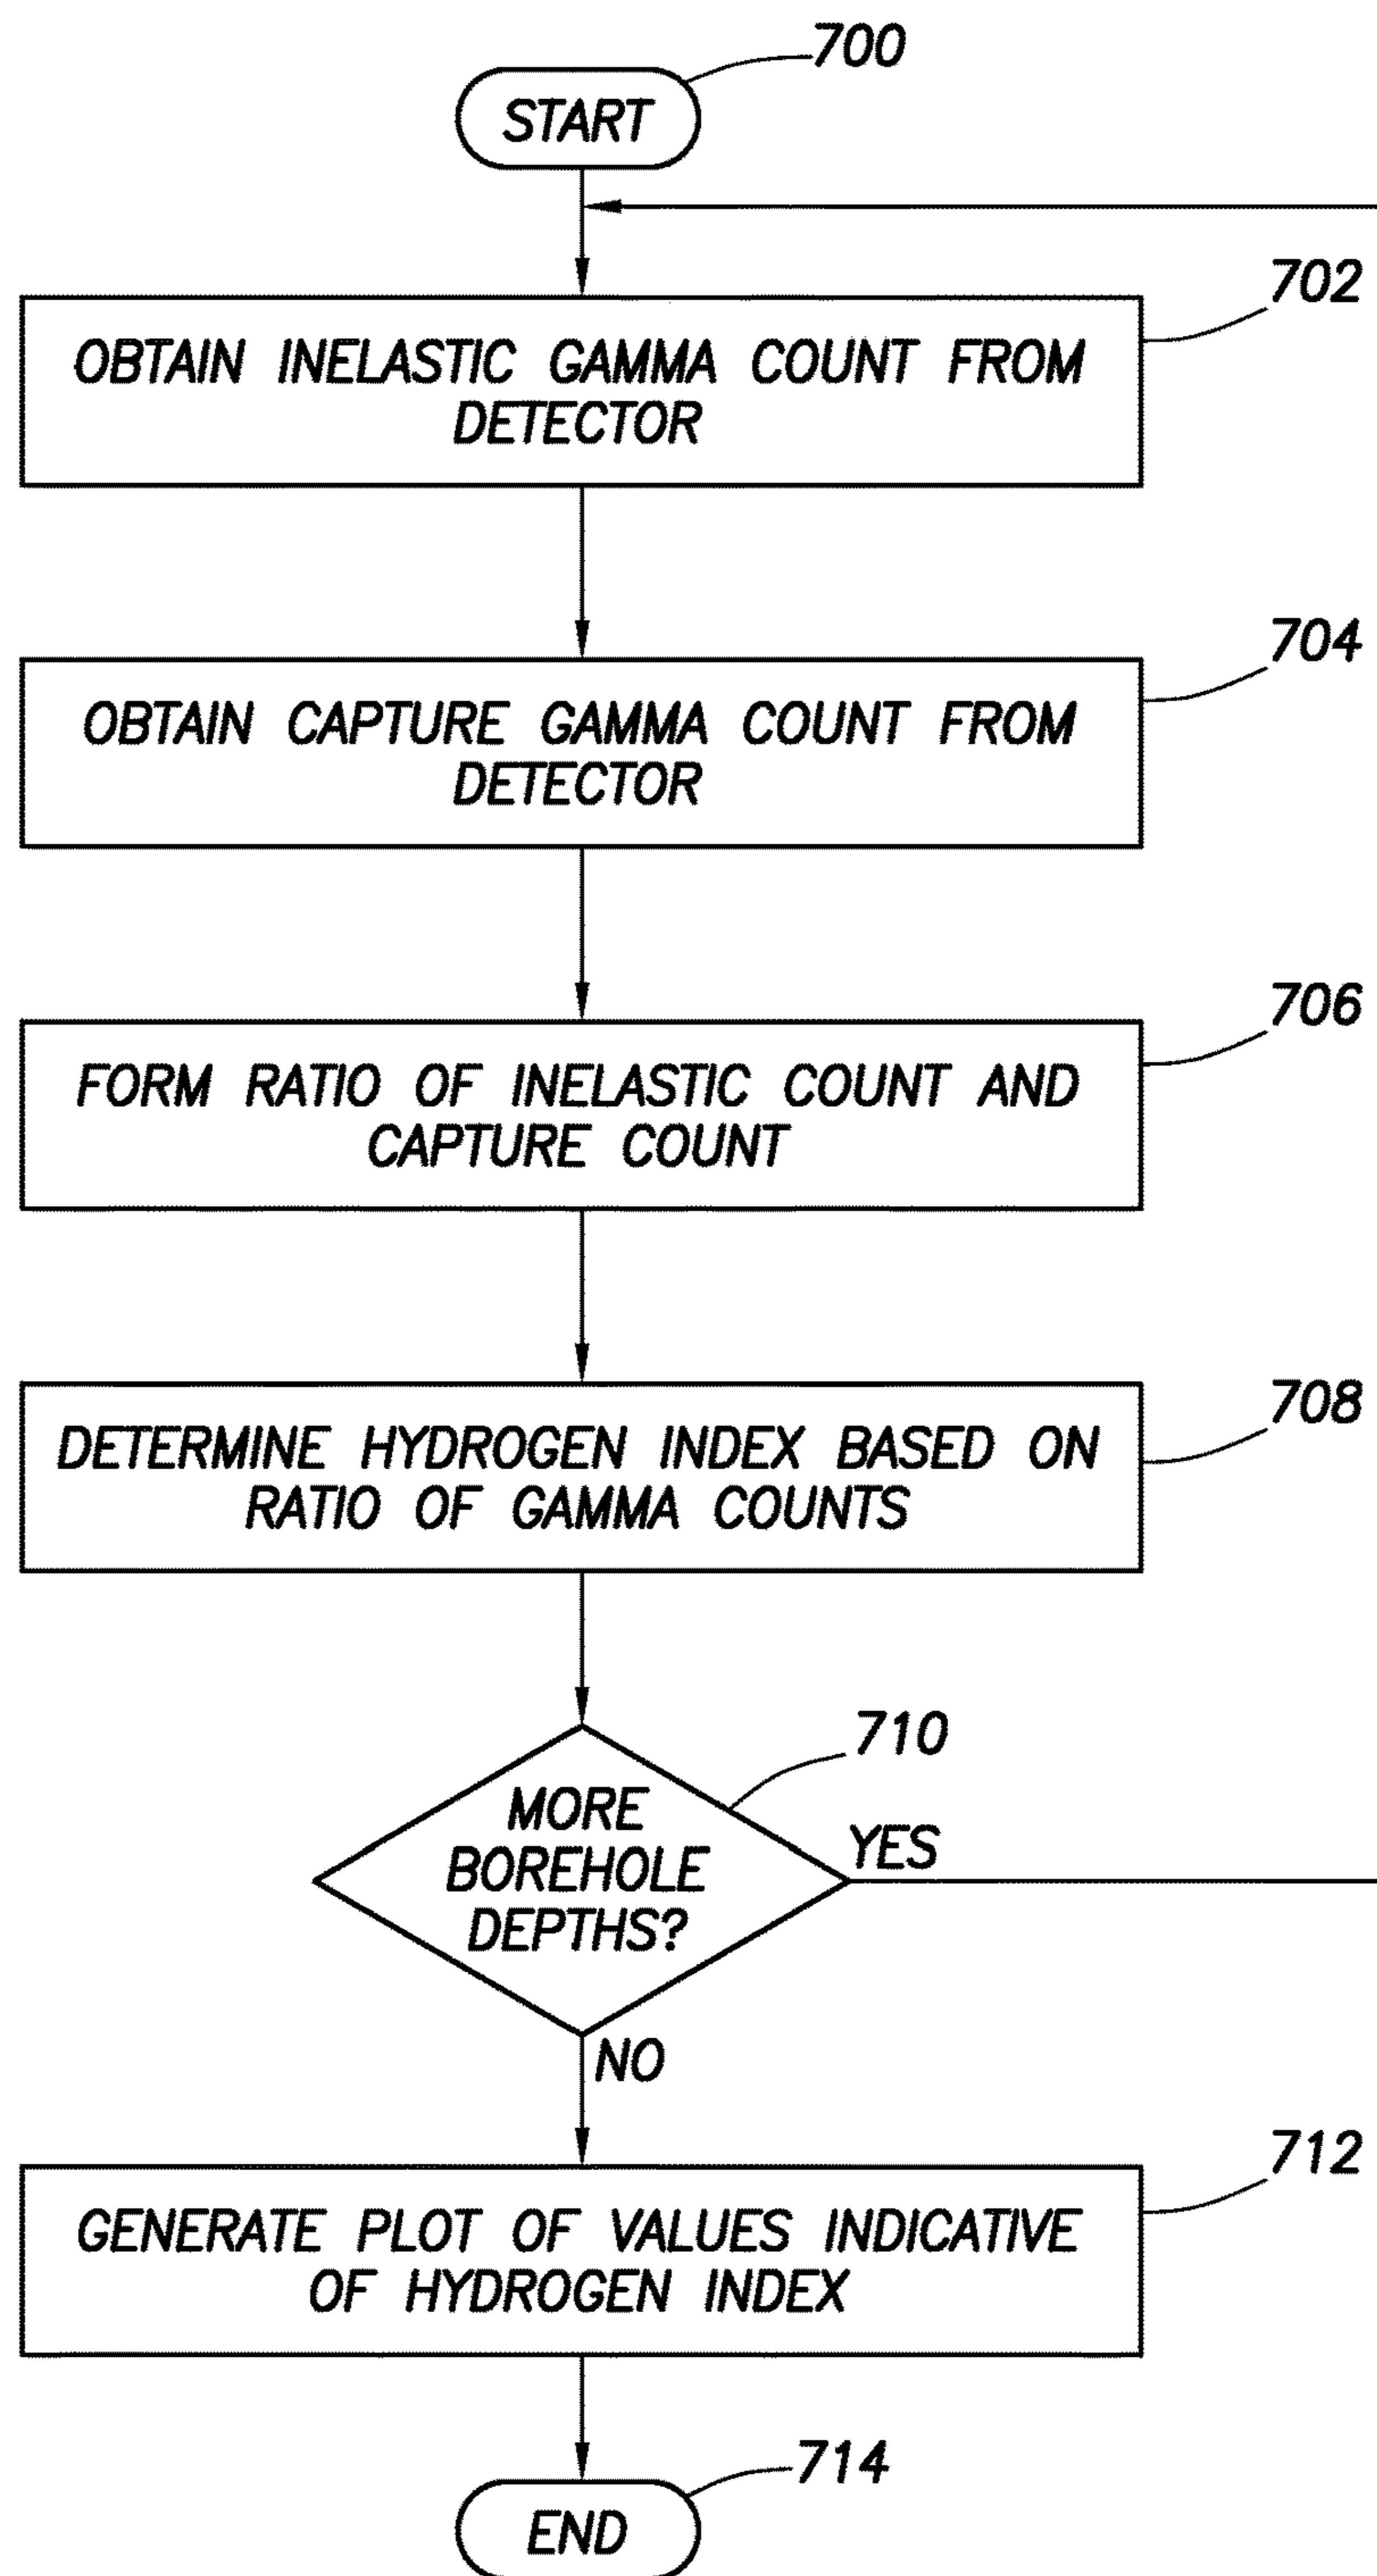 700
START
702
OBTAIN INELASTIC GAMMA COUNT FROM
DETECTOR
704
OBTAIN CAPTURE GAMMA COUNT FROM
DETECTOR
706
FORM RATIO OF INELASTIC COUNT AND
CAPTURE COUNT
708
DETERMINE HYDROGEN INDEX BASED ON
RATIO OF GAMMA COUNTS
710
MORE
BOREHOLE
DEPTHS?
YES
NO
712
GENERATE PLOT OF VALUES INDICATIVE
OF HYDROGEN INDEX
714
END